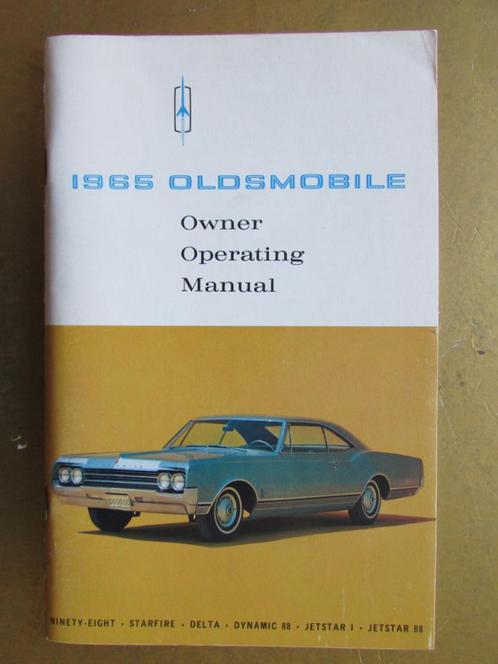 1965 OLDSMOBILE
Owner
Operating
Manual
NINETY-EIGHT • STARFIRE • DELTA • DYNAMIC 88 • JETSTAR I • JETSTAR 88